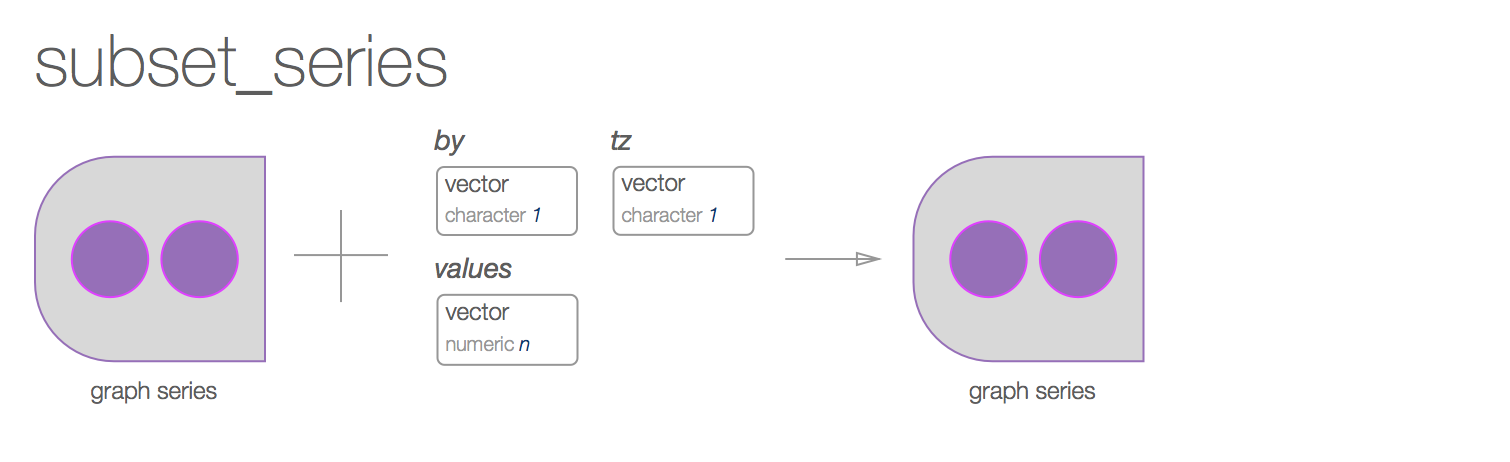 subset_series
by
vector
character 1
tz
vector
character 1
values
vector
numeric n
graph series
graph series